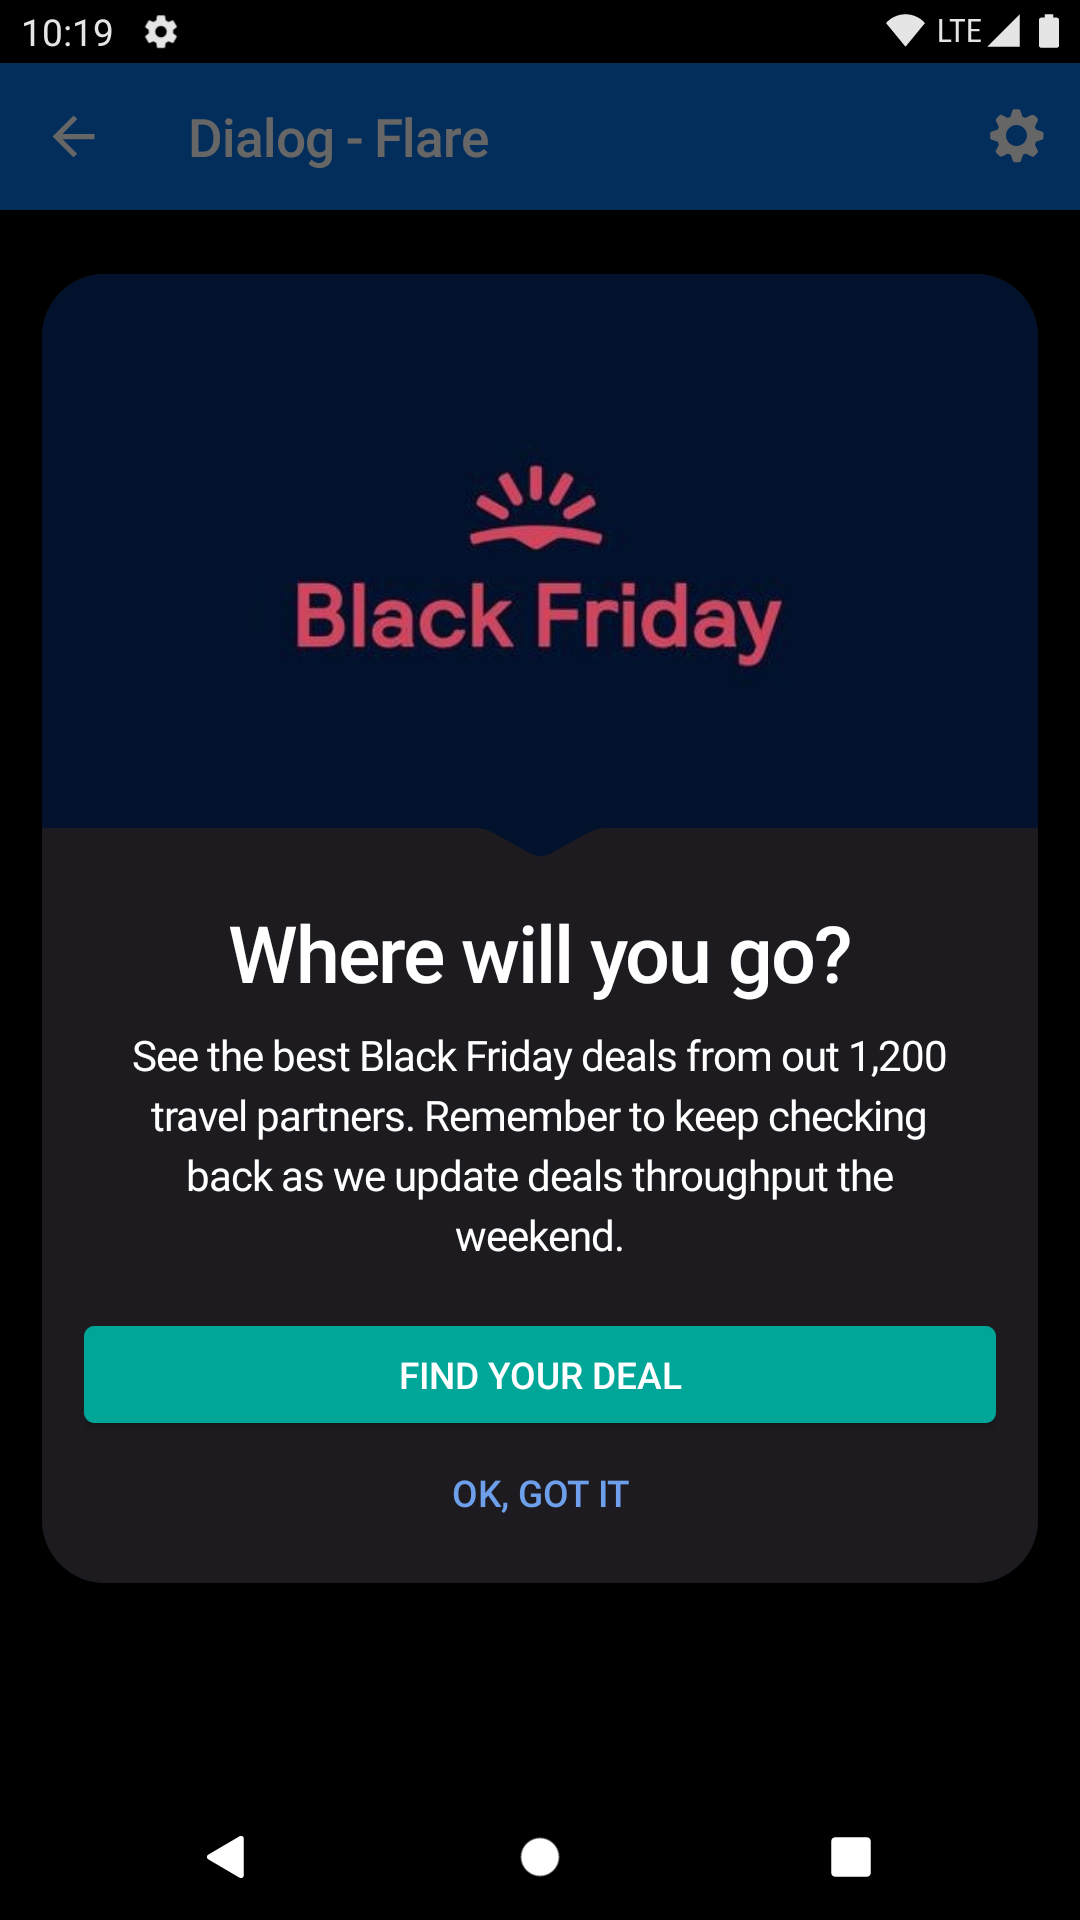 10:19
LTE
Dialog - Flare
Black Friday
Where will you go?
See the best Black Friday deals from out 1,200
travel partners. Remember to keep checking
back as we update deals throughput the
weekend.
FIND YOUR DEAL
OK, GOT IT